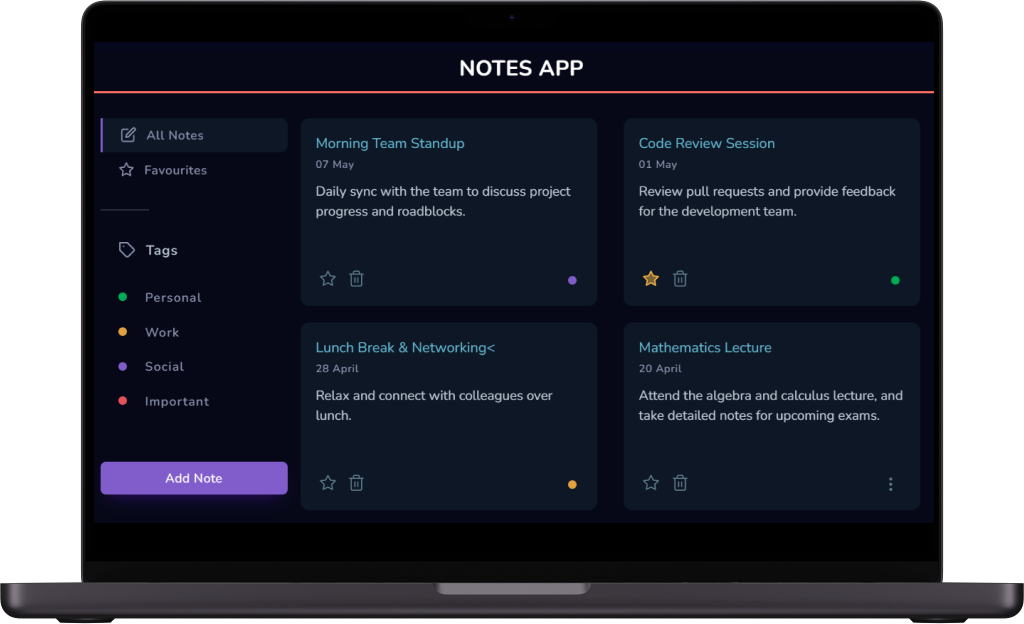 NOTES APP
All Notes
Favourites
Tags
Personal
Work
Social
Important
Add Note
Morning Team Standup
07 May
Daily sync with the team to discuss project
progress and roadblocks.
Code Review Session
01 May
Review pull requests and provide feedback
for the development team.
Lunch Break & Networking<
28 April
Relax and connect with colleagues over
lunch.
Mathematics Lecture
20 April
Attend the algebra and calculus lecture, and
take detailed notes for upcoming exams.